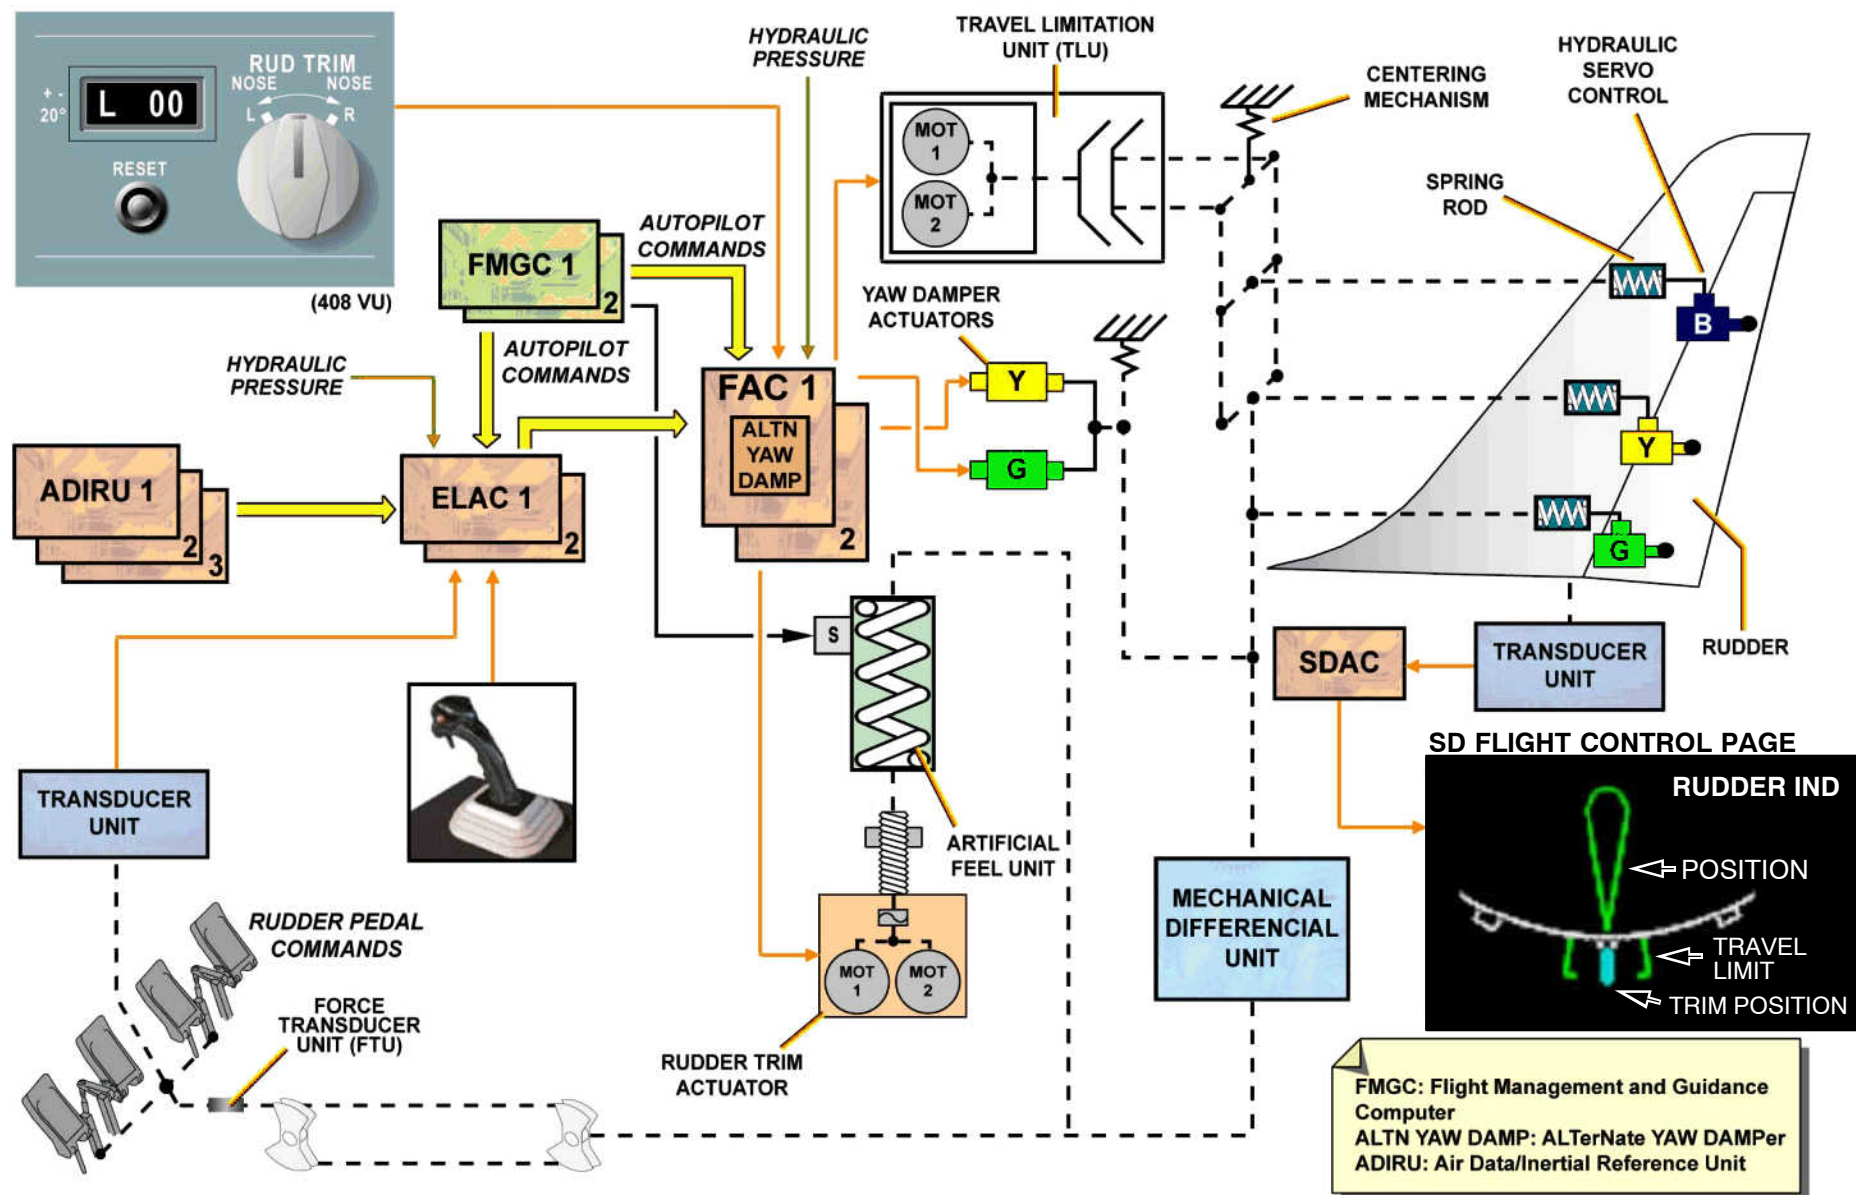 RUD TRIM
NOSE
NOSE
+ -
20°
L 00
L
R
RESET
(408 VU)
HYDRAULIC
PRESSURE
TRAVEL LIMITATION
UNIT (TLU)
MOT
1
MOT
2
CENTERING
MECHANISM
HYDRAULIC
SERVO
CONTROL
SPRING
ROD
AUTOPILOT
COMMANDS
FMGC 1
2
AUTOPILOT
COMMANDS
HYDRAULIC
PRESSURE
YAW DAMPER
ACTUATORS
Y
G
FAC 1
ALTN
YAW
DAMP
2
ADIRU 1
2
3
ELAC 1
2
B
Y
G
RUDDER
S
SDAC
TRANSDUCER
UNIT
SD FLIGHT CONTROL PAGE
RUDDER IND
POSITION
TRAVEL
LIMIT
TRIM POSITION
TRANSDUCER
UNIT
ARTIFICIAL
FEEL UNIT
MECHANICAL
DIFFERENCIAL
UNIT
RUDDER PEDAL
COMMANDS
FORCE
TRANSDUCER
UNIT (FTU)
MOT
1
MOT
2
RUDDER TRIM
ACTUATOR
FMGC: Flight Management and Guidance
Computer
ALTN YAW DAMP: ALTerNate YAW DAMPer
ADIRU: Air Data/Inertial Reference Unit